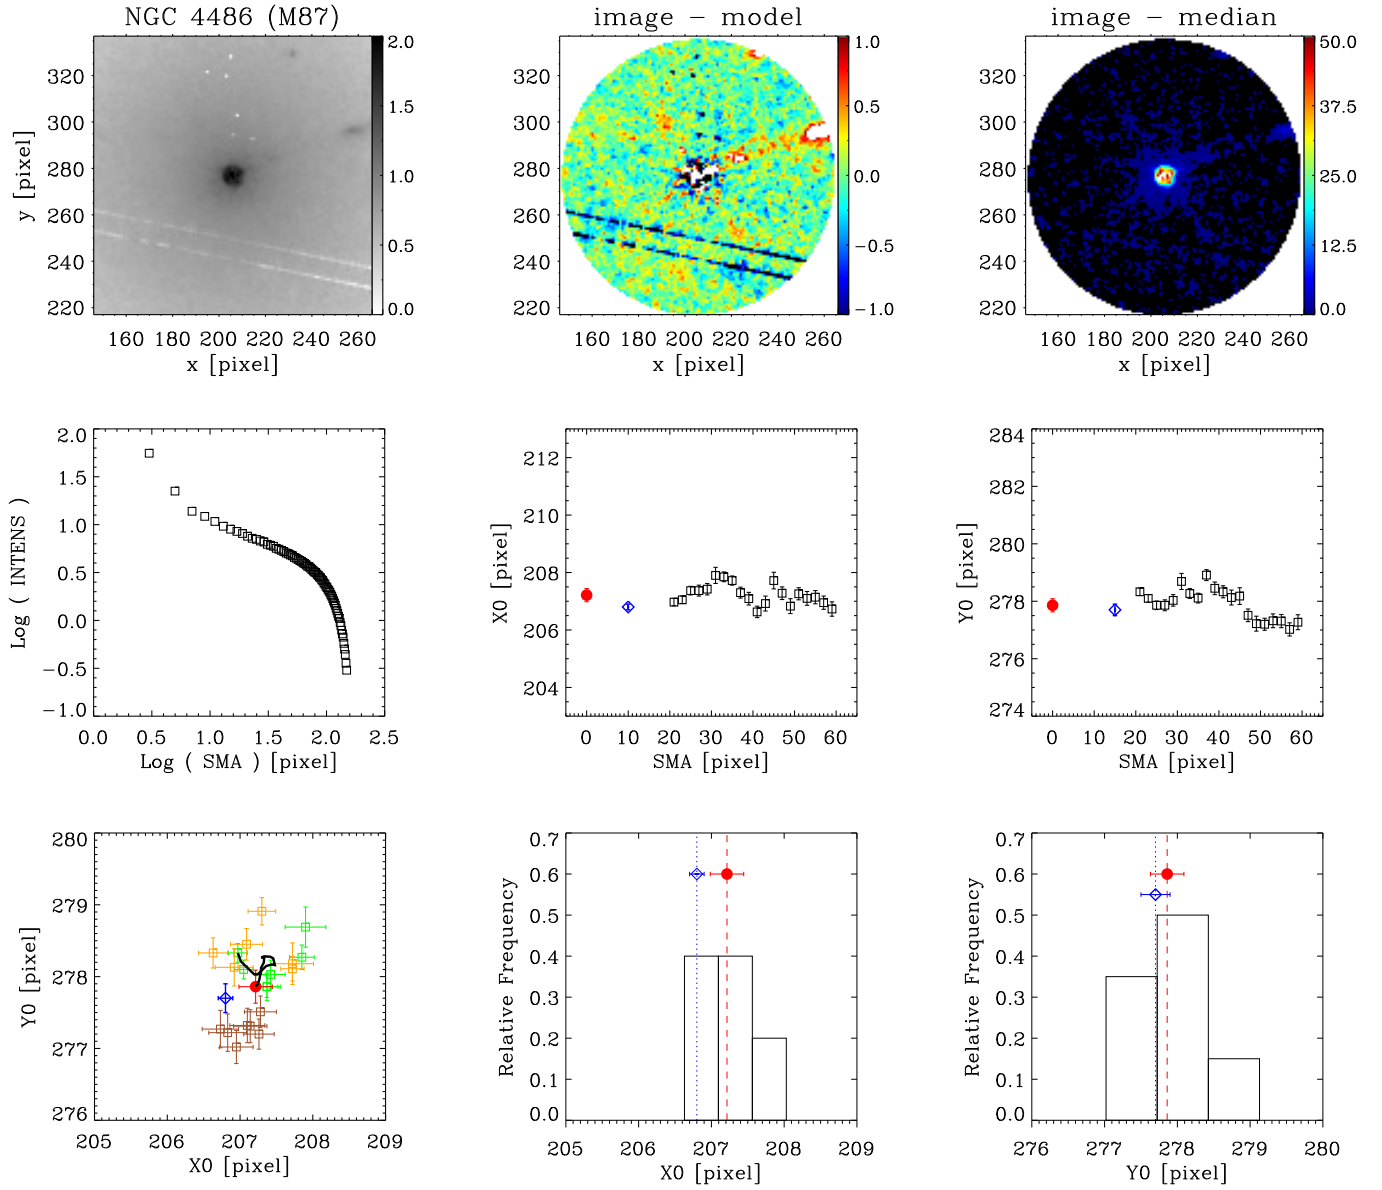 NGC 4486 (M87)
image − model
image − median
y [pixel]
320
300
280
260
240
220
160 180 200 220 240 260
x [pixel]
2.0
1.5
1.0
0.5
0.0
320
300
280
260
240
220
160 180 200 220 240 260
x [pixel]
1.0
0.5
0.0
−0.5
−1.0
320
300
280
260
240
220
160 180 200 220 240 260
x [pixel]
50.0
37.5
25.0
12.5
0.0
Log ( INTENS )
2.0
1.5
1.0
0.5
0.0
−0.5
−1.0
0.0 0.5 1.0 1.5 2.0 2.5
Log ( SMA ) [pixel]
X0 [pixel]
212
210
208
206
204
0 10 20 30 40 50 60
SMA [pixel]
Y0 [pixel]
284
282
280
278
276
274
0 10 20 30 40 50 60
SMA [pixel]
Y0 [pixel]
280
279
278
277
276
205 206 207 208 209
X0 [pixel]
Relative Frequency
0.7
0.6
0.5
0.4
0.3
0.2
0.1
0.0
205 206 207 208 209
X0 [pixel]
Relative Frequency
0.7
0.6
0.5
0.4
0.3
0.2
0.1
0.0
276 277 278 279 280
Y0 [pixel]